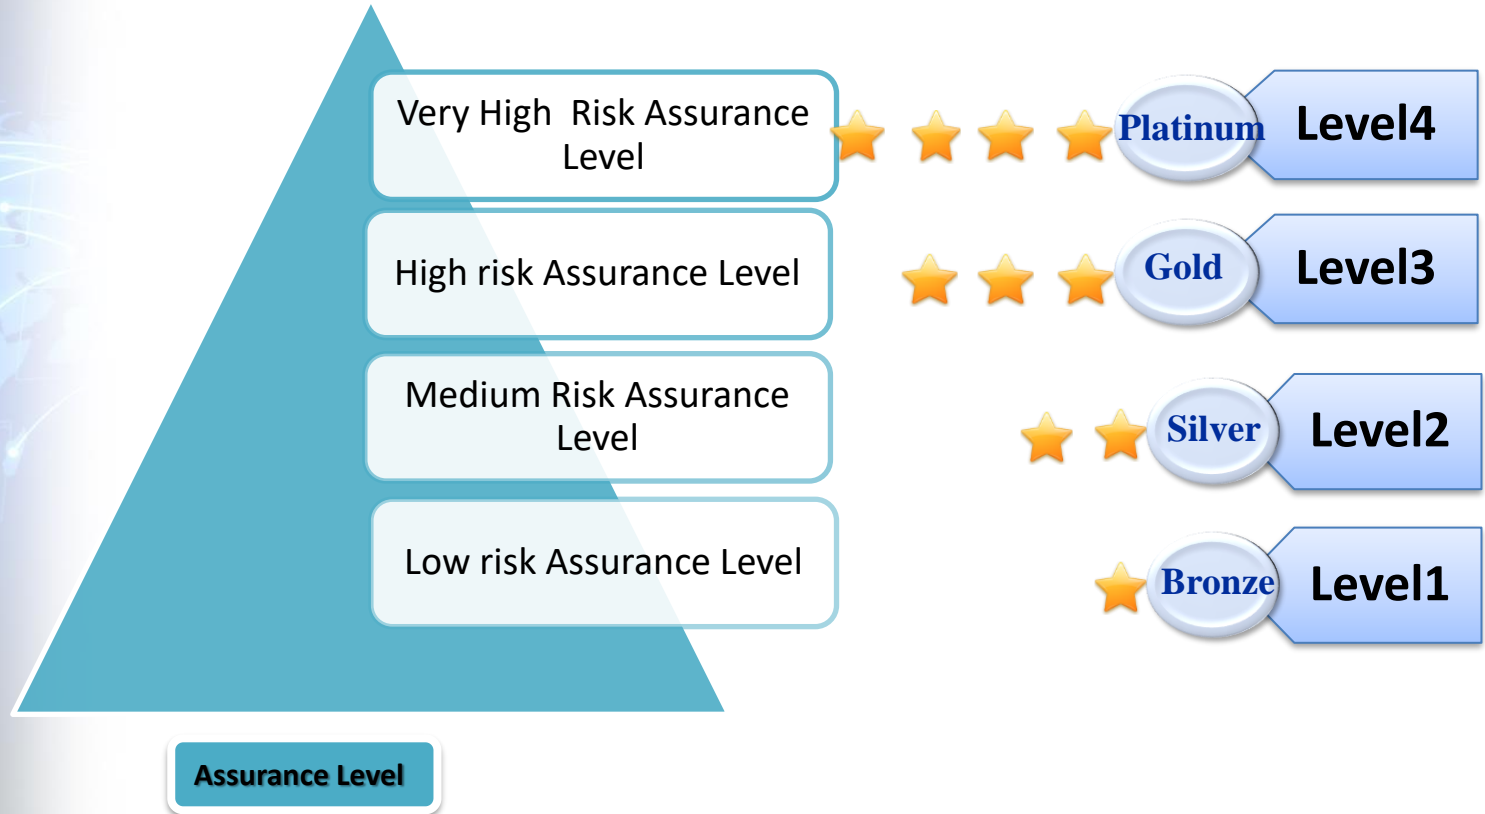 Very High  Risk Assurance
Level
Platinum
Level4
High risk Assurance Level
Gold
Level3
Medium Risk Assurance
Level
Silver
Level2
Low risk Assurance Level
Bronze
Level1
Assurance Level